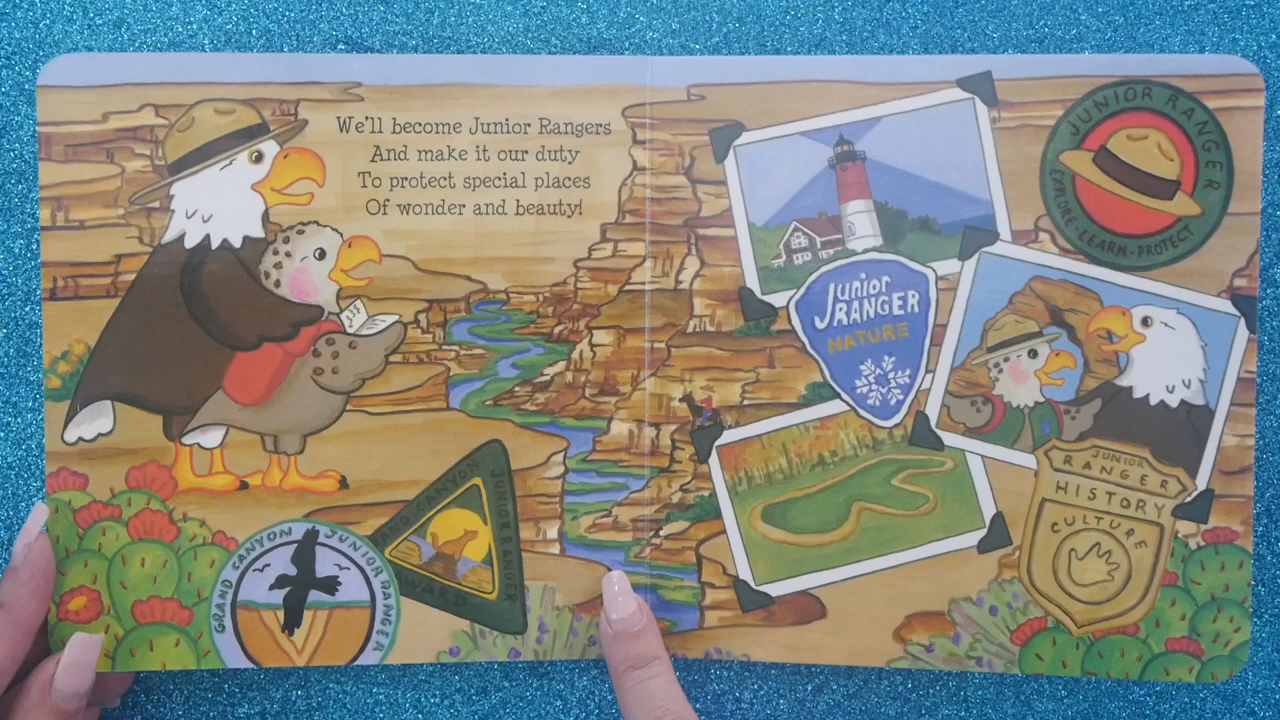 We'll become Junior Rangers
And make it our duty
To protect special places
Of wonder and beauty!
GRAND CANYON JUNIOR RANGER
GRAND CANYON
JUNIOR RANGER
AWARD
Junior
RANGER
NATURE
JUNIOR RANGER
EXPLORE · LEARN · PROTECT
JUNIOR
RANGER
HISTORY
CULTURE